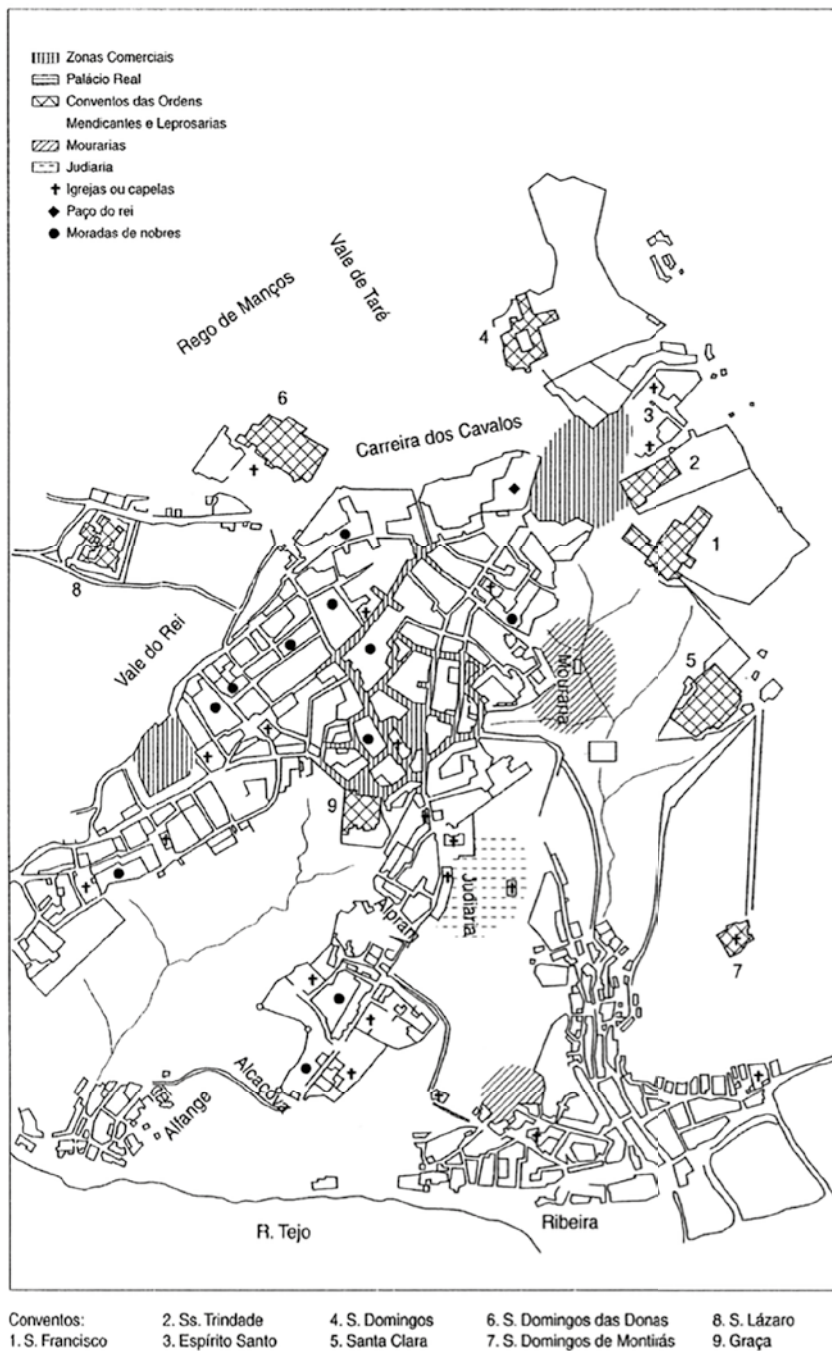 Zonas Comerciais
Palácio Real
Conventos das Ordens
Mendicantes e Leprosarias
Mourarias
Judiaria
Igrejas ou capelas
Paço do rei
Moradas de nobres
Vale de Taré
Rego de Manços
4
6
3
Carreira dos Cavalos
2
1
8
Vale do Rei
5
Mouraria
9
Judiaria
Alpram
7
Alcáçova
Alfange
Ribeira
R. Tejo
Conventos:
1. S. Francisco
2. Ss. Trindade
3. Espírito Santo
4. S. Domingos
5. Santa Clara
6. S. Domingos das Donas
7. S. Domingos de Montirás
8. S. Lázaro
9. Graça